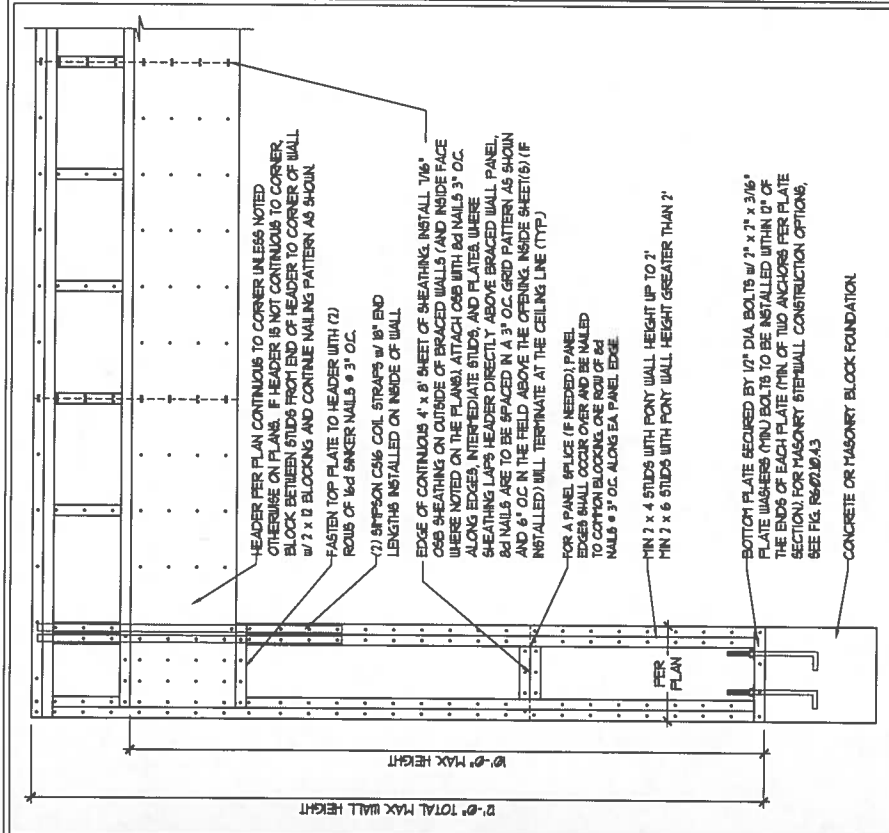 HEADER PER PLAN CONTINUOUS TO CORNER UNLESS NOTED
OTHERWISE ON PLANS. IF HEADER IS NOT CONTINUOUS TO CORNER,
BLOCK BETWEEN STUDS FROM END OF HEADER TO CORNER OF WALL
w/ 2 x 12 BLOCKING AND CONTINUE NAILING PATTERN AS SHOWN.
FASTEN TOP PLATE TO HEADER WITH (2)
ROWS OF 16d SINKER NAILS @ 3" O.C.
(2) SIMPSON CS16 COIL STRAPS w/ 18" END
LENGTHS INSTALLED ON INSIDE OF WALL
EDGE OF CONTINUOUS 4' x 8' SHEET OF SHEATHING. INSTALL 7/16"
OSB SHEATHING ON OUTSIDE OF BRACED WALLS (AND INSIDE FACE
WHERE NOTED ON THE PLANS). ATTACH OSB WITH 8d NAILS 3" O.C.
ALONG EDGES, INTERMEDIATE STUDS, AND PLATES. WHERE
SHEATHING LAPS HEADER DIRECTLY ABOVE BRACED WALL PANEL,
8d NAILS ARE TO BE SPACED IN A 3" O.C. GRID PATTERN AS SHOWN
AND 6" O.C. IN THE FIELD ABOVE THE OPENING. INSIDE SHEET(S) (IF
INSTALLED) WILL TERMINATE AT THE CEILING LINE (TYP.)
FOR A PANEL SPLICE (IF NEEDED), PANEL
EDGES SHALL OCCUR OVER AND BE NAILED
TO COMMON BLOCKING. ONE ROW OF 8d
NAILS @ 3" O.C. ALONG EA. PANEL EDGE.
MIN 2 x 4 STUDS WITH PONY WALL HEIGHT UP TO 2'
MIN 2 x 6 STUDS WITH PONY WALL HEIGHT GREATER THAN 2'
BOTTOM PLATE SECURED BY 1/2" DIA. BOLTS w/ 2" x 2" x 3/16"
PLATE WASHERS (MIN.) BOLTS TO BE INSTALLED WITHIN 12" OF
THE ENDS OF EACH PLATE (MIN. OF TWO ANCHORS PER PLATE
SECTION). FOR MASONRY STEMWALL CONSTRUCTION OPTIONS,
SEE FIG. R602.10.4.3
CONCRETE OR MASONRY BLOCK FOUNDATION.
PER
PLAN
10'-0" MAX HEIGHT
12'-0" TOTAL MAX WALL HEIGHT